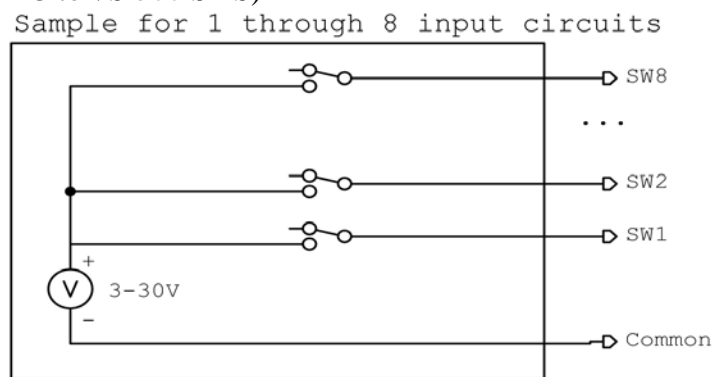 Sample for 1 through 8 input circuits
SW8
...
SW2
SW1
+
V 3-30V
−
Common